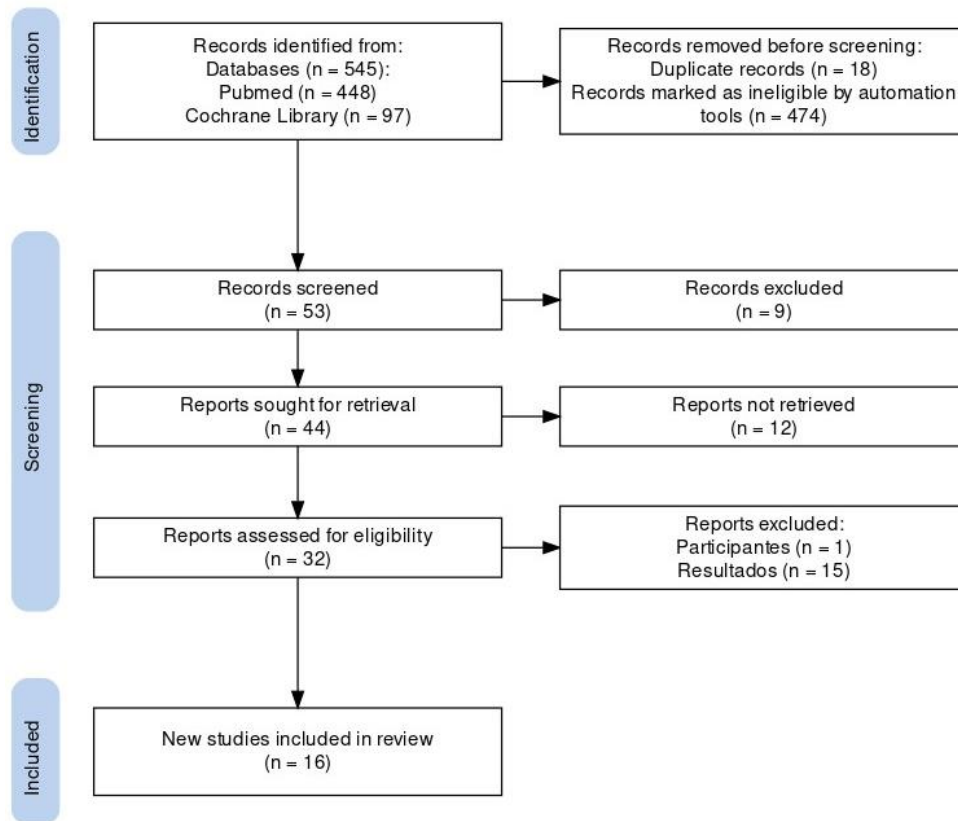 Identification
Records identified from:
Databases (n = 545):
Pubmed (n = 448)
Cochrane Library (n = 97)
Records removed before screening:
Duplicate records (n = 18)
Records marked as ineligible by automation
tools (n = 474)
Screening
Records screened
(n = 53)
Records excluded
(n = 9)
Reports sought for retrieval
(n = 44)
Reports not retrieved
(n = 12)
Reports assessed for eligibility
(n = 32)
Reports excluded:
Participantes (n = 1)
Resultados (n = 15)
Included
New studies included in review
(n = 16)